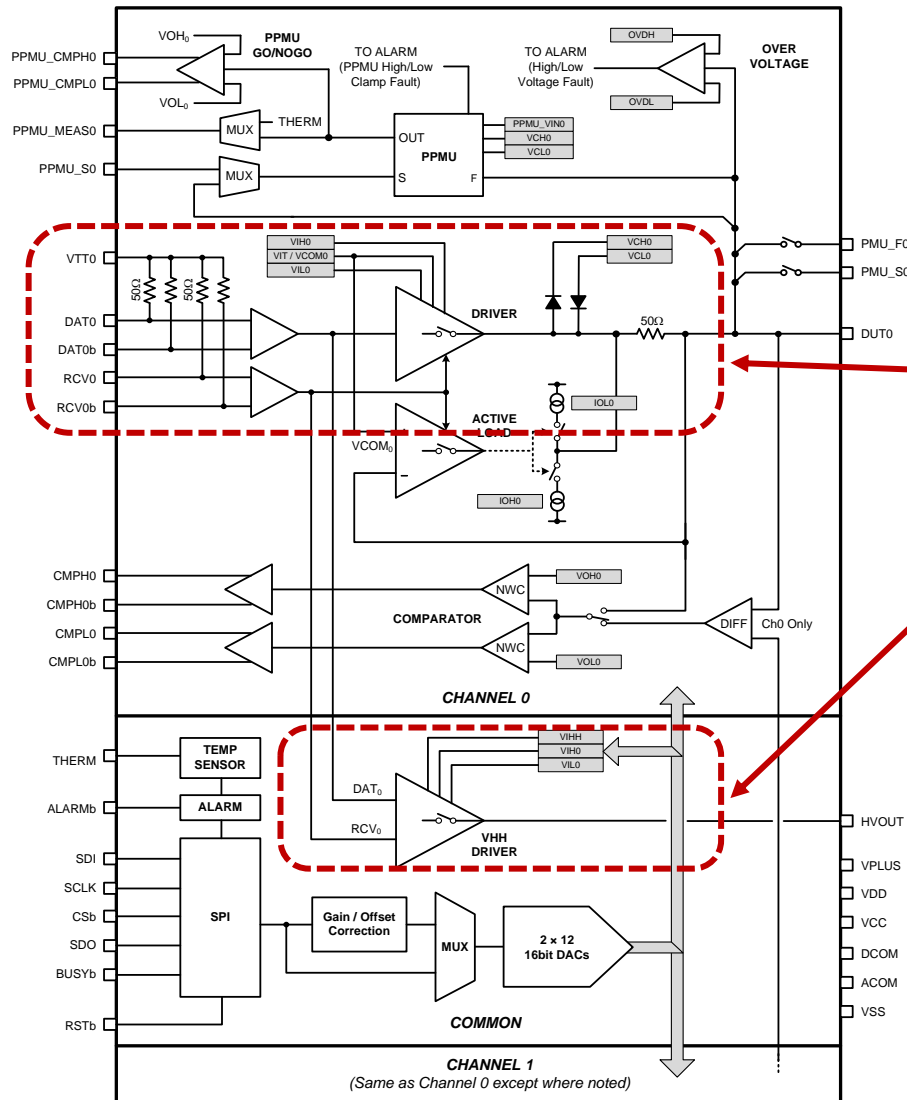 VOH₀
PPMU
GO/NOGO
TO ALARM
(PPMU High/Low
Clamp Fault)
TO ALARM
(High/Low
Voltage Fault)
OVDH
OVER
VOLTAGE
PPMU_CMPH0
PPMU_CMPL0
VOL₀
OVDL
PPMU_MEAS0
MUX
THERM
OUT
PPMU
PPMU_VIN0
VCH0
VCL0
PPMU_S0
MUX
S
F
PMU_F0
PMU_S0
VTT0
VIH0
VIT / VCOM0
VIL0
VCH0
VCL0
50Ω
50Ω
DRIVER
50Ω
DAT0
DAT0b
DUT0
RCV0
RCV0b
IOL0
ACTIVE
LOAD
VCOM₀
+
−
IOH0
CMPH0
CMPH0b
NWC
VOH0
COMPARATOR
DIFF
Ch0 Only
CMPL0
CMPL0b
NWC
VOL0
CHANNEL 0
THERM
TEMP
SENSOR
VIHH
VIH0
VIL0
ALARMb
ALARM
DAT₀
RCV₀
VHH
DRIVER
HVOUT
SDI
SCLK
CSb
SDO
BUSYb
RSTb
SPI
Gain / Offset
Correction
MUX
2 × 12
16bit DACs
VPLUS
VDD
VCC
DCOM
ACOM
VSS
COMMON
CHANNEL 1
(Same as Channel 0 except where noted)